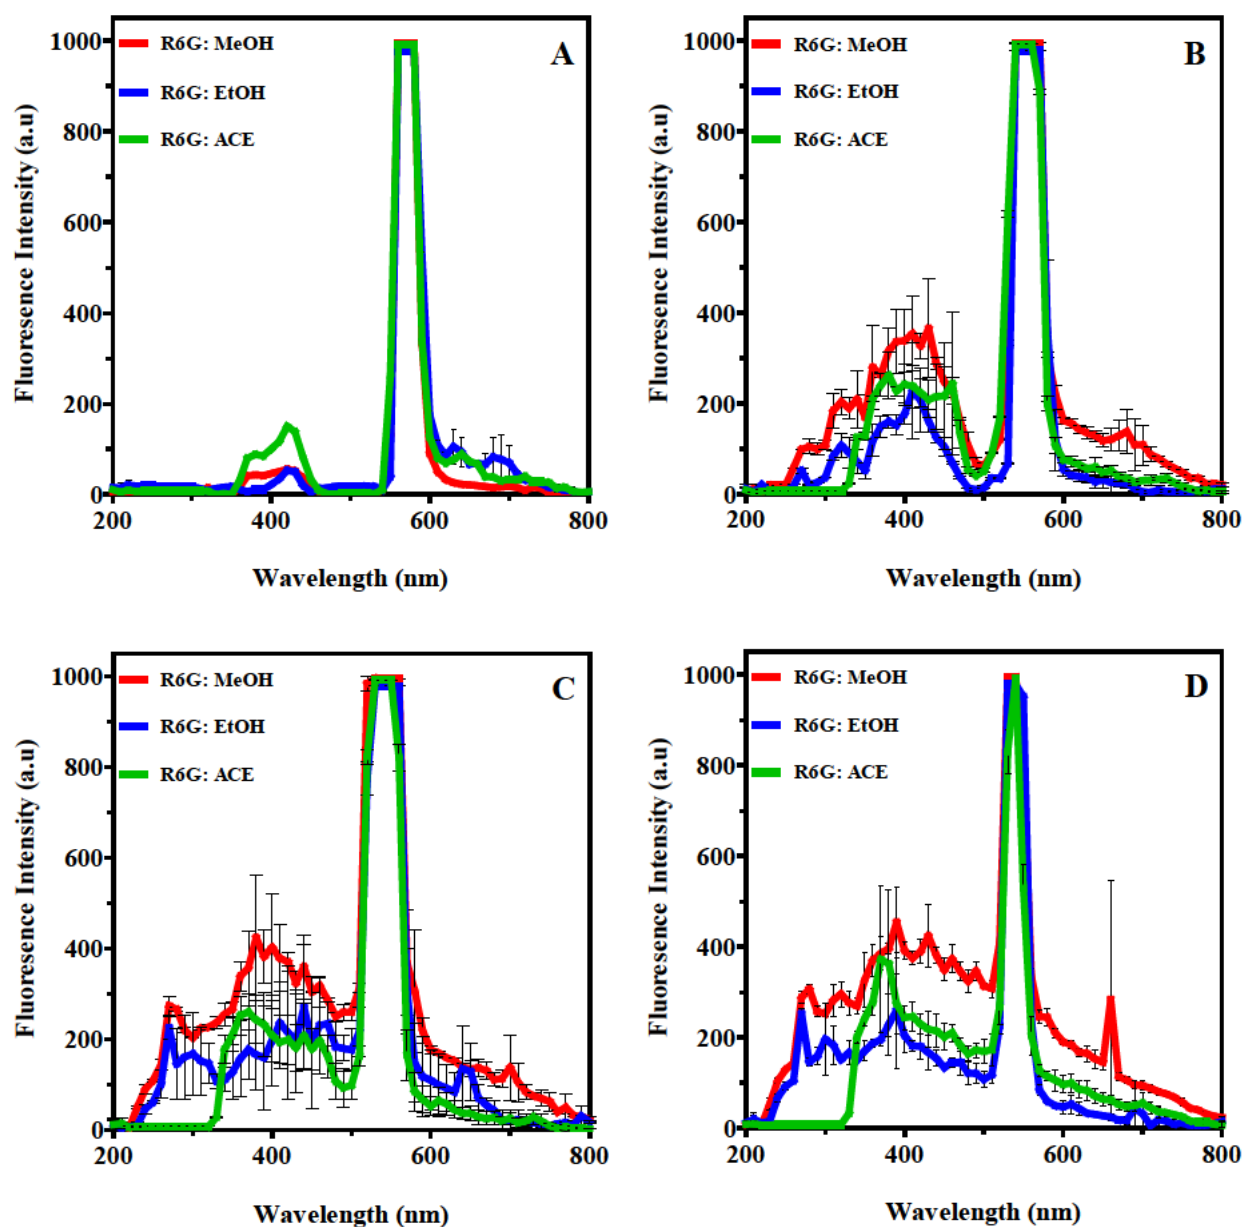 A
R6G: MeOH
R6G: EtOH
R6G: ACE
Fluoresence Intensity (a.u)
1000
800
600
400
200
0
200 400 600 800
Wavelength (nm)
B
R6G: MeOH
R6G: EtOH
R6G: ACE
Fluoresence Intensity (a.u)
1000
800
600
400
200
0
200 400 600 800
Wavelength (nm)
C
R6G: MeOH
R6G: EtOH
R6G: ACE
Fluoresence Intensity (a.u)
1000
800
600
400
200
0
200 400 600 800
Wavelength (nm)
D
R6G: MeOH
R6G: EtOH
R6G: ACE
Fluoresence Intensity (a.u)
1000
800
600
400
200
0
200 400 600 800
Wavelength (nm)